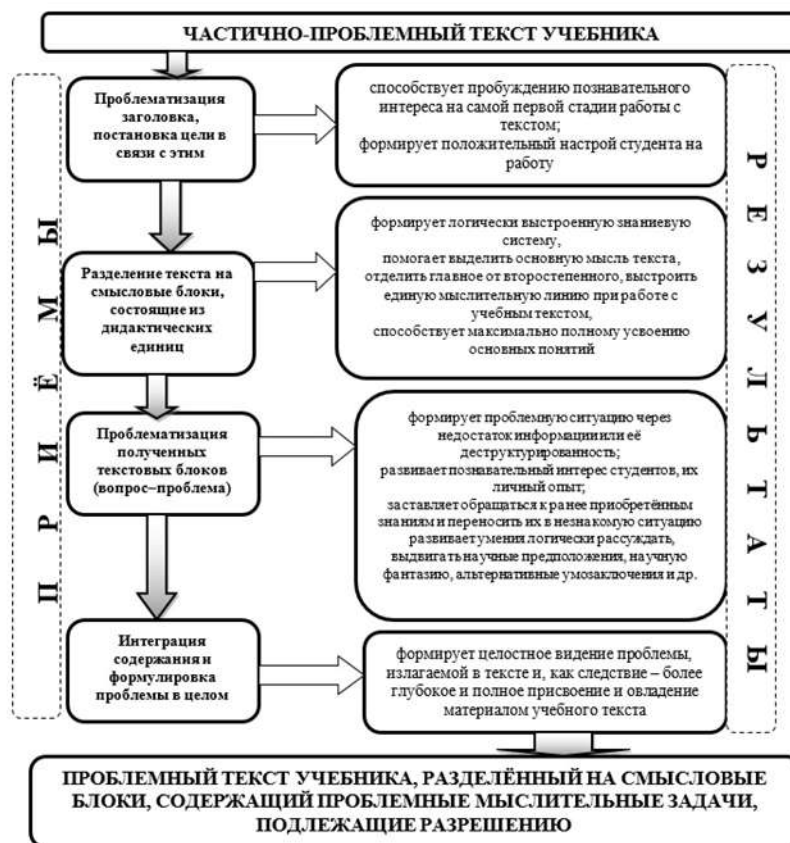 ЧАСТИЧНО-ПРОБЛЕМНЫЙ ТЕКСТ УЧЕБНИКА
ПРИЁМЫ
Проблематизация
заголовка,
постановка цели в
связи с этим
способствует пробуждению познавательного
интереса на самой первой стадии работы с
текстом;
формирует положительный настрой студента на
работу
Разделение текста на
смысловые блоки,
состоящие из
дидактических
единиц
формирует логически выстроенную знаниевую
систему,
помогает выделить основную мысль текста,
отделить главное от второстепенного, выстроить
единую мыслительную линию при работе с
учебным текстом,
способствует максимально полному усвоению
основных понятий
Проблематизация
полученных
текстовых блоков
(вопрос–проблема)
формирует проблемную ситуацию через
недостаток информации или её
деструктурированность;
развивает познавательный интерес студентов, их
личный опыт;
заставляет обращаться к ранее приобретённым
знаниям и переносить их в незнакомую ситуацию
развивает умения логически рассуждать,
выдвигать научные предположения, научную
фантазию, альтернативные умозаключения и др.
Интеграция
содержания и
формулировка
проблемы в целом
формирует целостное видение проблемы,
излагаемой в тексте и, как следствие – более
глубокое и полное присвоение и овладение
материалом учебного текста
РЕЗУЛЬТАТЫ
ПРОБЛЕМНЫЙ ТЕКСТ УЧЕБНИКА, РАЗДЕЛЁННЫЙ НА СМЫСЛОВЫЕ
БЛОКИ, СОДЕРЖАЩИЙ ПРОБЛЕМНЫЕ МЫСЛИТЕЛЬНЫЕ ЗАДАЧИ,
ПОДЛЕЖАЩИЕ РАЗРЕШЕНИЮ